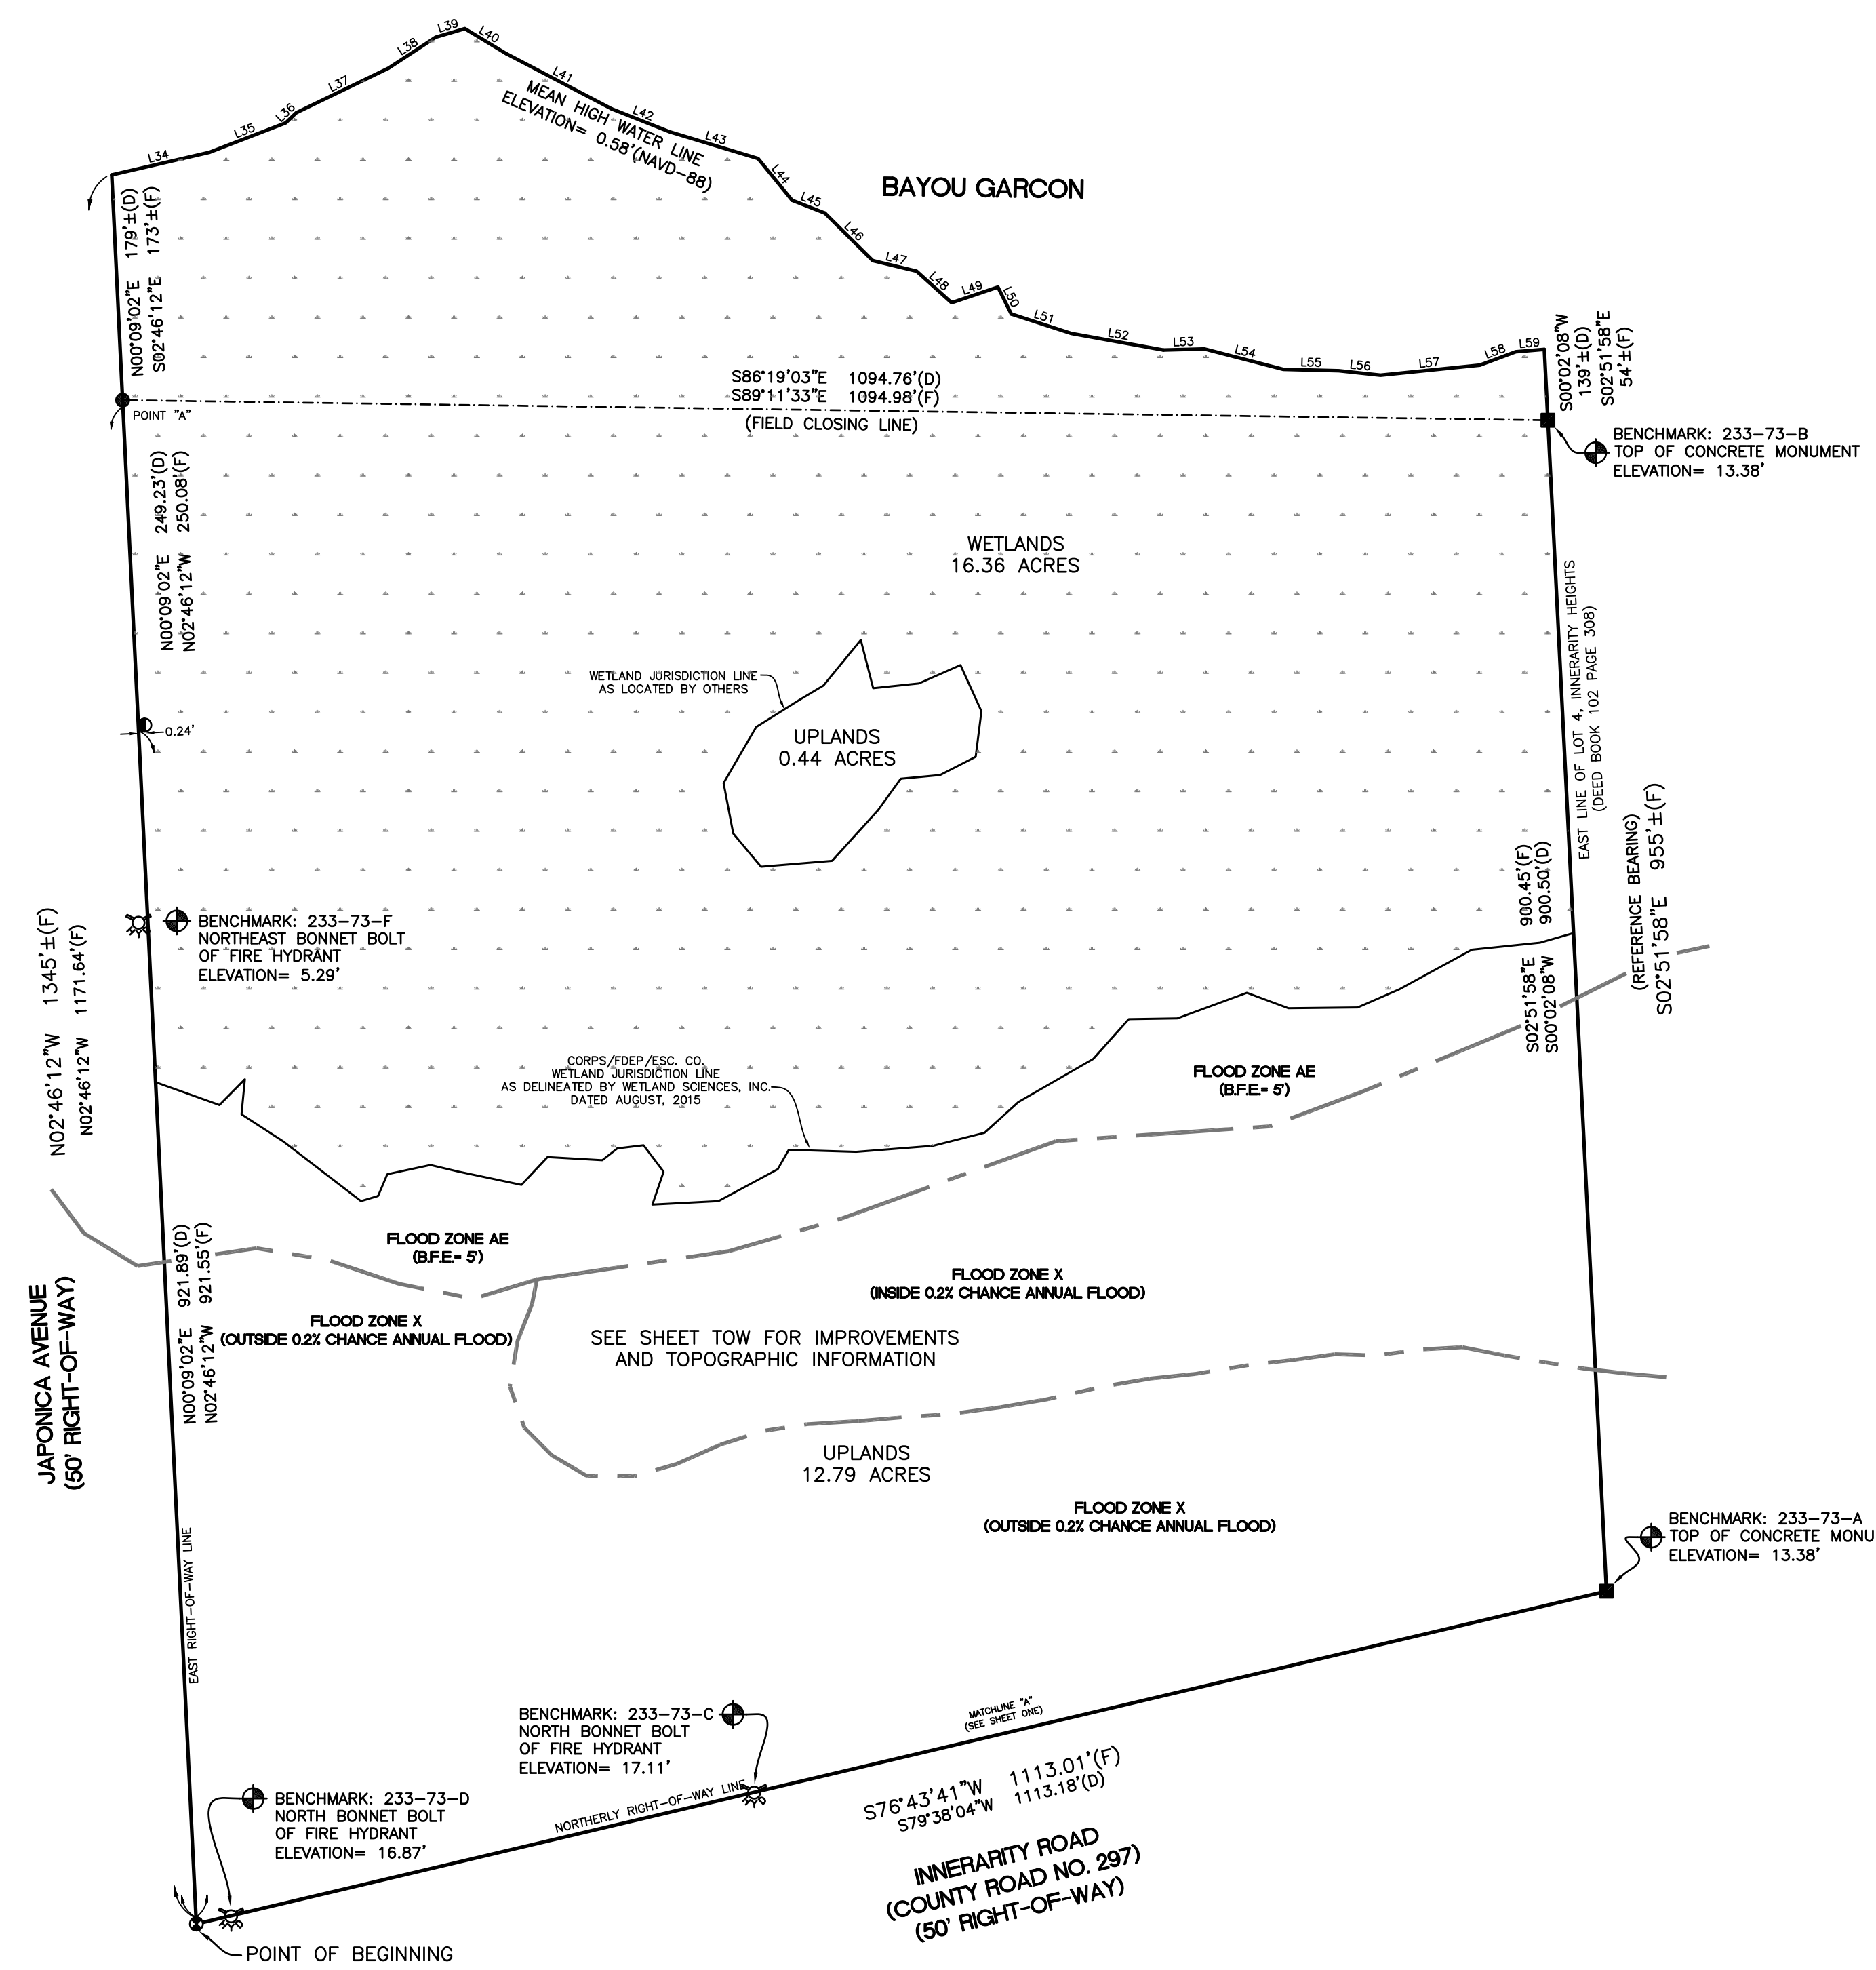 L34
L35
L36
L37
L38
L39
L40
L41
L42
L43
L44
L45
L46
L47
L48
L49
L50
L51
L52
L53
L54
L55
L56
L57
L58
L59
MEAN HIGH WATER LINE
ELEVATION= 0.58'(NAVD-88)
BAYOU GARCON
N00°09'02"E 179'±(D)
S02°46'12"E 173'±(F)
S00°02'08"W
139'±(D)
S02°51'58"E
54'±(F)
S86°19'03"E 1094.76'(D)
S89°11'33"E 1094.98'(F)
(FIELD CLOSING LINE)
POINT "A"
BENCHMARK: 233-73-B
TOP OF CONCRETE MONUMENT
ELEVATION= 13.38'
N00°09'02"E 249.23'(D)
N02°46'12"W 250.08'(F)
WETLANDS
16.36 ACRES
EAST LINE OF LOT 4, INNERARITY HEIGHTS
(DEED BOOK 102 PAGE 308)
WETLAND JURISDICTION LINE
AS LOCATED BY OTHERS
UPLANDS
0.44 ACRES
0.24'
(REFERENCE BEARING)
S02°51'58"E 955'±(F)
S02°51'58"E 900.45'(F)
S00°02'08"W 900.50'(D)
BENCHMARK: 233-73-F
NORTHEAST BONNET BOLT
OF FIRE HYDRANT
ELEVATION= 5.29'
N02°46'12"W 1345'±(F)
N02°46'12"W 1171.64'(F)
CORPS/FDEP/ESC. CO.
WETLAND JURISDICTION LINE
AS DELINEATED BY WETLAND SCIENCES, INC.
DATED AUGUST, 2015
FLOOD ZONE AE
(B.F.E.= 5')
FLOOD ZONE AE
(B.F.E.= 5')
N00°09'02"E 921.89'(D)
N02°46'12"W 921.55'(F)
FLOOD ZONE X
(INSIDE 0.2% CHANCE ANNUAL FLOOD)
FLOOD ZONE X
(OUTSIDE 0.2% CHANCE ANNUAL FLOOD)
SEE SHEET TOW FOR IMPROVEMENTS
AND TOPOGRAPHIC INFORMATION
JAPONICA AVENUE
(50' RIGHT-OF-WAY)
UPLANDS
12.79 ACRES
FLOOD ZONE X
(OUTSIDE 0.2% CHANCE ANNUAL FLOOD)
BENCHMARK: 233-73-A
TOP OF CONCRETE MONU
ELEVATION= 13.38'
EAST RIGHT-OF-WAY LINE
MATCHLINE "A"
(SEE SHEET ONE)
BENCHMARK: 233-73-C
NORTH BONNET BOLT
OF FIRE HYDRANT
ELEVATION= 17.11'
NORTHERLY RIGHT-OF-WAY LINE
S76°43'41"W 1113.01'(F)
S79°38'04"W 1113.18'(D)
BENCHMARK: 233-73-D
NORTH BONNET BOLT
OF FIRE HYDRANT
ELEVATION= 16.87'
INNERARITY ROAD
(COUNTY ROAD NO. 297)
(50' RIGHT-OF-WAY)
POINT OF BEGINNING